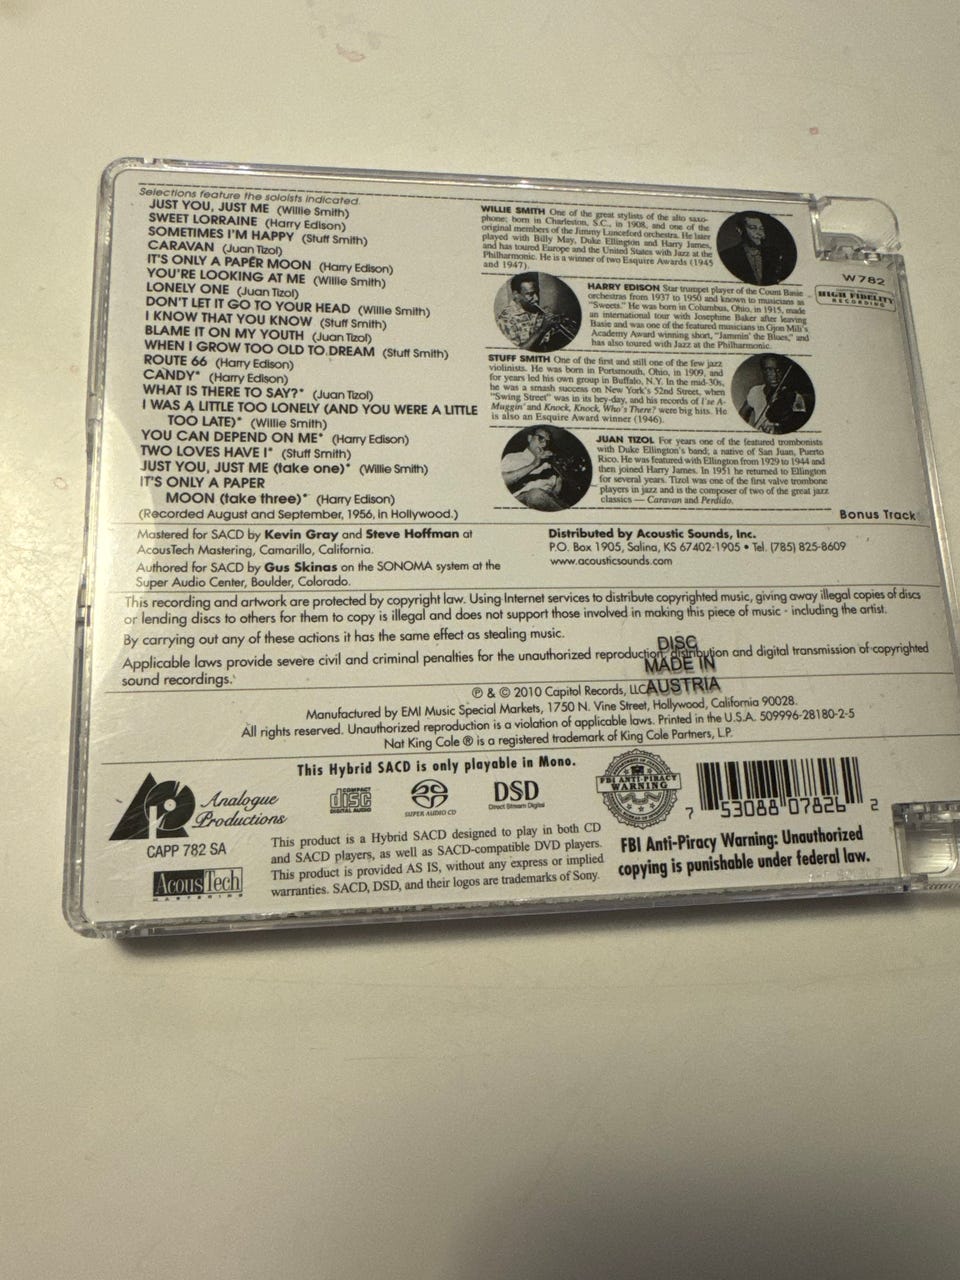 Selections feature the soloists indicated.
JUST YOU, JUST ME (Willie Smith)
SWEET LORRAINE (Harry Edison)
SOMETIMES I'M HAPPY (Stuff Smith)
CARAVAN (Juan Tizol)
IT'S ONLY A PAPER MOON (Harry Edison)
YOU'RE LOOKING AT ME (Willie Smith)
LONELY ONE (Juan Tizol)
DON'T LET IT GO TO YOUR HEAD (Willie Smith)
I KNOW THAT YOU KNOW (Stuff Smith)
BLAME IT ON MY YOUTH (Juan Tizol)
WHEN I GROW TOO OLD TO DREAM (Stuff Smith)
ROUTE 66 (Harry Edison)
CANDY* (Harry Edison)
WHAT IS THERE TO SAY?* (Juan Tizol)
I WAS A LITTLE TOO LONELY (AND YOU WERE A LITTLE
TOO LATE)* (Willie Smith)
YOU CAN DEPEND ON ME* (Harry Edison)
TWO LOVES HAVE I* (Stuff Smith)
JUST YOU, JUST ME (take one)* (Willie Smith)
IT'S ONLY A PAPER
MOON (take three)* (Harry Edison)
(Recorded August and September, 1956, in Hollywood.)
WILLIE SMITH One of the great stylists of the alto saxo-
phone; born in Charleston, S.C., in 1908, and one of the
original members of the Jimmy Lunceford orchestra. He later
played with Billy May, Duke Ellington and Harry James,
and has toured Europe and the United States with Jazz at the
Philharmonic. He is a winner of two Esquire Awards (1945
and 1947).
HARRY EDISON Star trumpet player of the Count Basie
orchestras from 1937 to 1950 and known to musicians as
"Sweets." He was born in Columbus, Ohio, in 1915, made
an international tour with Josephine Baker after leaving
Basie and was one of the featured musicians in Gjon Mili's
Academy Award winning short, "Jammin' the Blues," and
has also toured with Jazz at the Philharmonic.
STUFF SMITH One of the first and still one of the few jazz
violinists. He was born in Portsmouth, Ohio, in 1909, and
for years led his own group in Buffalo, N.Y. In the mid-30s,
he was a smash success on New York's 52nd Street, when
"Swing Street" was in its hey-day, and his records of I'se A-
Muggin' and Knock, Knock, Who's There? were big hits. He
is also an Esquire Award winner (1946).
JUAN TIZOL For years one of the featured trombonists
with Duke Ellington's band; a native of San Juan, Puerto
Rico. He was featured with Ellington from 1929 to 1944 and
then joined Harry James. In 1951 he returned to Ellington
for several years. Tizol was one of the first valve trombone
players in jazz and is the composer of two of the great jazz
classics — Caravan and Perdido.
W782
HIGH FIDELITY
RECORDING
Bonus Track
Mastered for SACD by Kevin Gray and Steve Hoffman at
AcousTech Mastering, Camarillo, California.
Authored for SACD by Gus Skinas on the SONOMA system at the
Super Audio Center, Boulder, Colorado.
Distributed by Acoustic Sounds, Inc.
P.O. Box 1905, Salina, KS 67402-1905 • Tel. (785) 825-8609
www.acousticsounds.com
This recording and artwork are protected by copyright law. Using Internet services to distribute copyrighted music, giving away illegal copies of discs
or lending discs to others for them to copy is illegal and does not support those involved in making this piece of music - including the artist.
By carrying out any of these actions it has the same effect as stealing music.
Applicable laws provide severe civil and criminal penalties for the unauthorized reproduction, distribution and digital transmission of copyrighted
sound recordings.
DISC
MADE IN
AUSTRIA
℗ & © 2010 Capitol Records, LLC
Manufactured by EMI Music Special Markets, 1750 N. Vine Street, Hollywood, California 90028.
All rights reserved. Unauthorized reproduction is a violation of applicable laws. Printed in the U.S.A. 509996-28180-2-5
Nat King Cole ® is a registered trademark of King Cole Partners, L.P.
This Hybrid SACD is only playable in Mono.
Analogue
Productions
CAPP 782 SA
AcousTech
MASTERING
COMPACT
disc
DIGITAL AUDIO
SUPER AUDIO CD
DSD
Direct Stream Digital
This product is a Hybrid SACD designed to play in both CD
and SACD players, as well as SACD-compatible DVD players.
This product is provided AS IS, without any express or implied
warranties. SACD, DSD, and their logos are trademarks of Sony.
FBI ANTI-PIRACY
WARNING
7 53088 07826 2
FBI Anti-Piracy Warning: Unauthorized
copying is punishable under federal law.